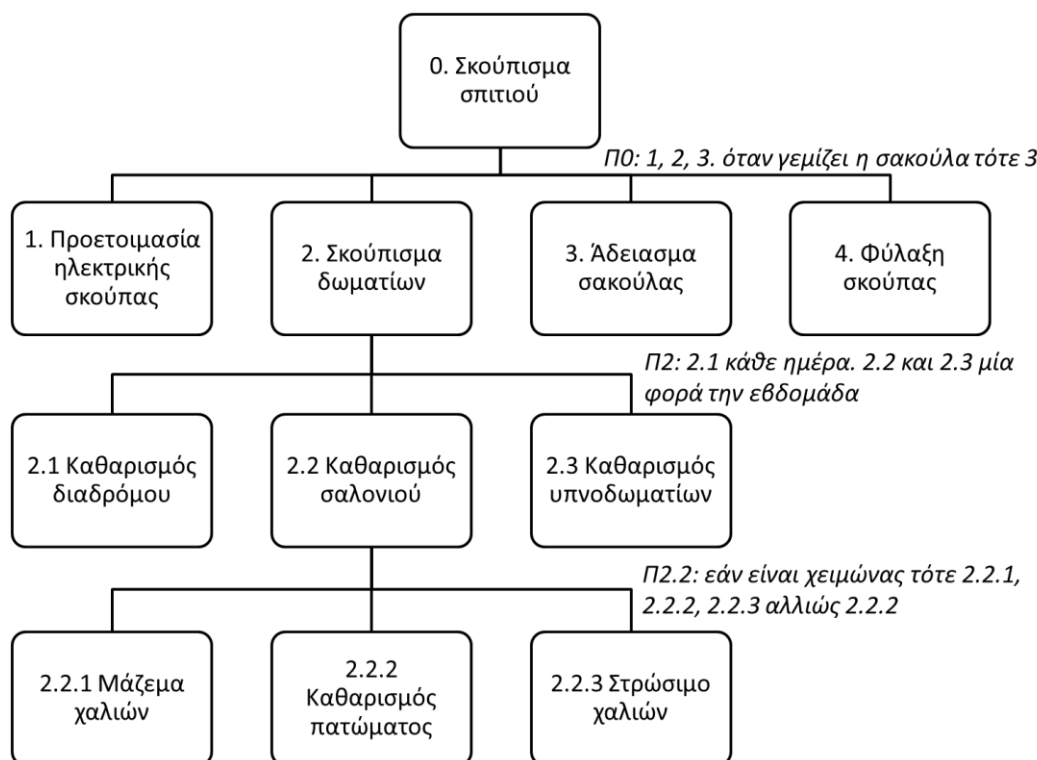 0. Σκούπισμα
σπιτιού
Π0: 1, 2, 3. όταν γεμίζει η σακούλα τότε 3
1. Προετοιμασία
ηλεκτρικής
σκούπας
2. Σκούπισμα
δωματίων
3. Άδειασμα
σακούλας
4. Φύλαξη
σκούπας
Π2: 2.1 κάθε ημέρα. 2.2 και 2.3 μία
φορά την εβδομάδα
2.1 Καθαρισμός
διαδρόμου
2.2 Καθαρισμός
σαλονιού
2.3 Καθαρισμός
υπνοδωματίων
Π2.2: εάν είναι χειμώνας τότε 2.2.1,
2.2.2, 2.2.3 αλλιώς 2.2.2
2.2.1 Μάζεμα
χαλιών
2.2.2
Καθαρισμός
πατώματος
2.2.3 Στρώσιμο
χαλιών